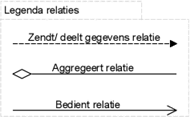 Legenda relaties
Zendt/ deelt gegevens relatie
Aggregeert relatie
Bedient relatie